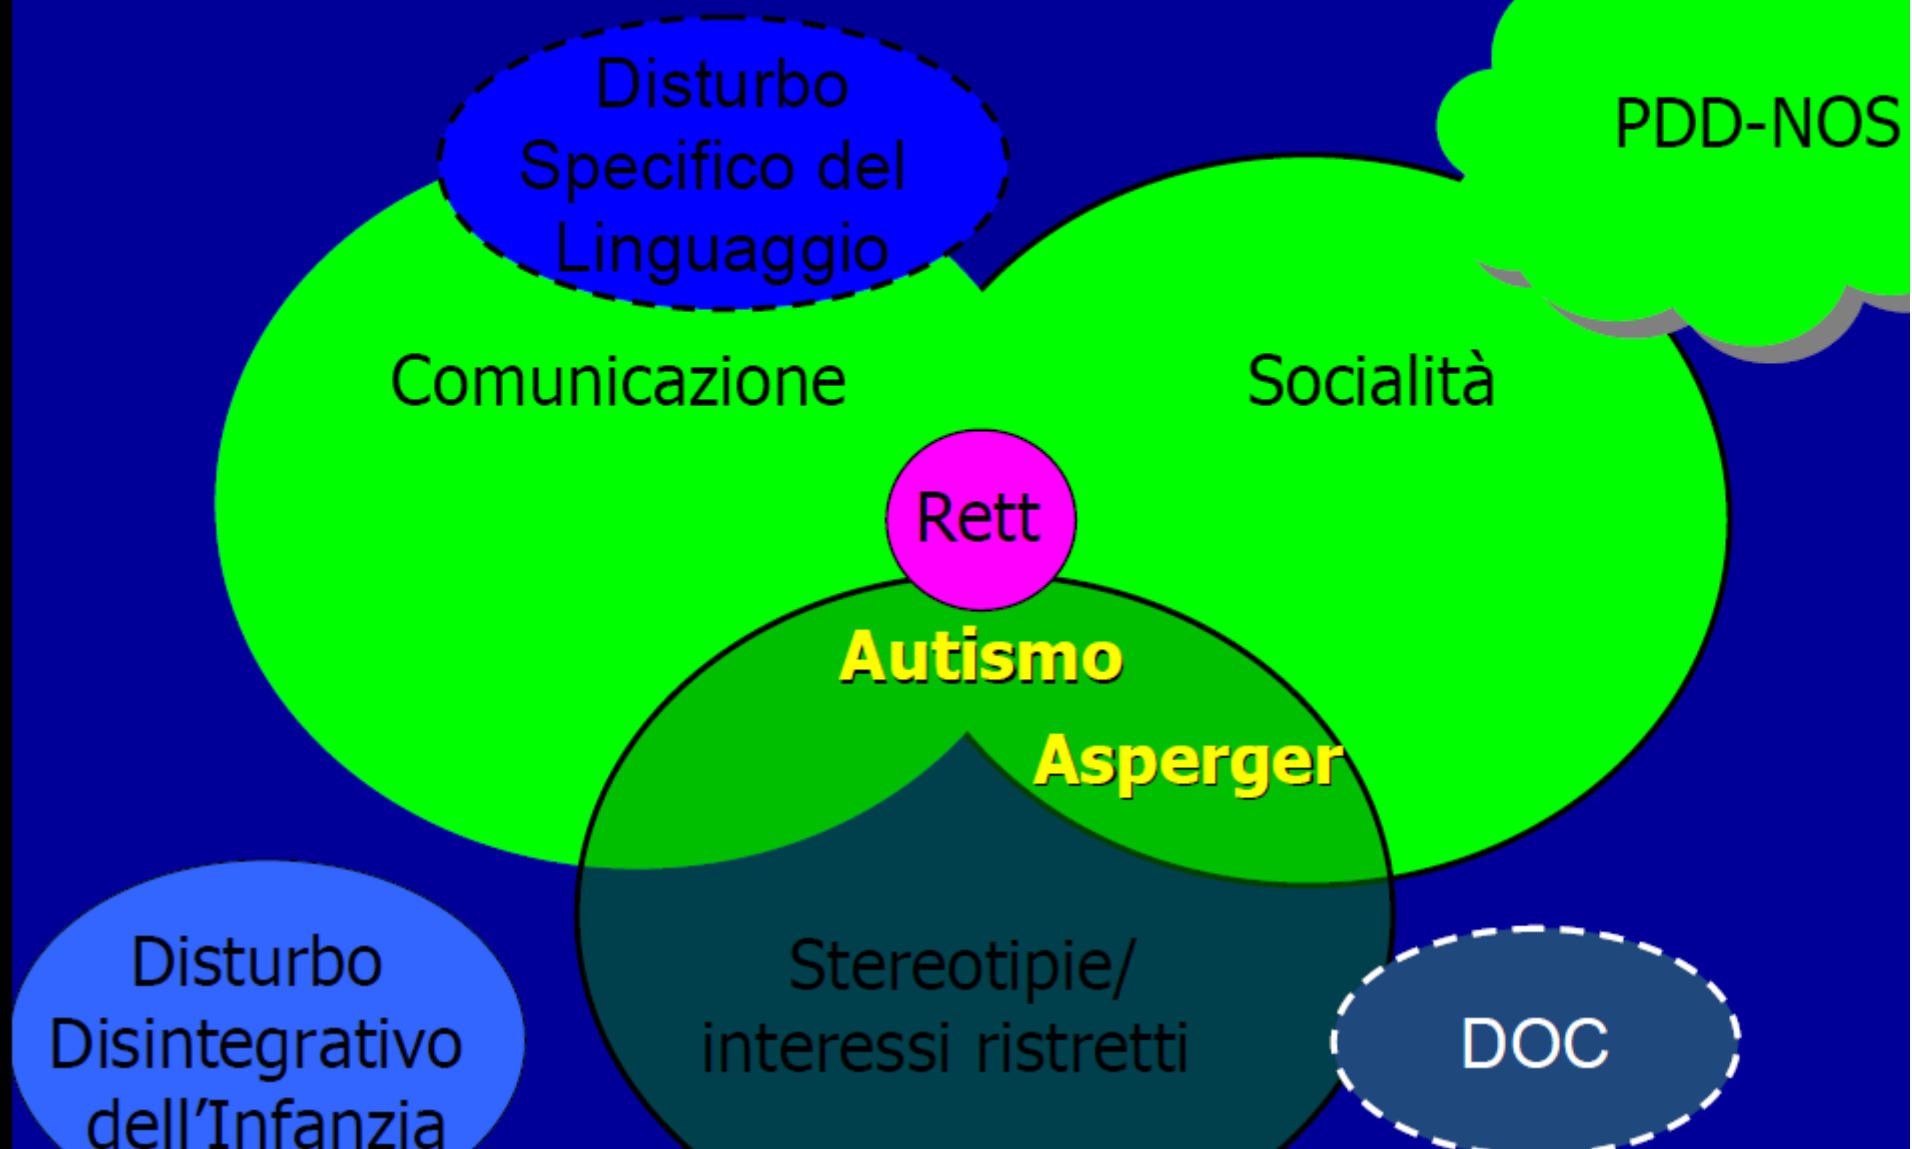 Disturbo
Specifico del
Linguaggio
PDD-NOS
Comunicazione
Socialità
Rett
Autismo
Asperger
Disturbo
Disintegrativo
dell’Infanzia
Stereotipie/
interessi ristretti
DOC